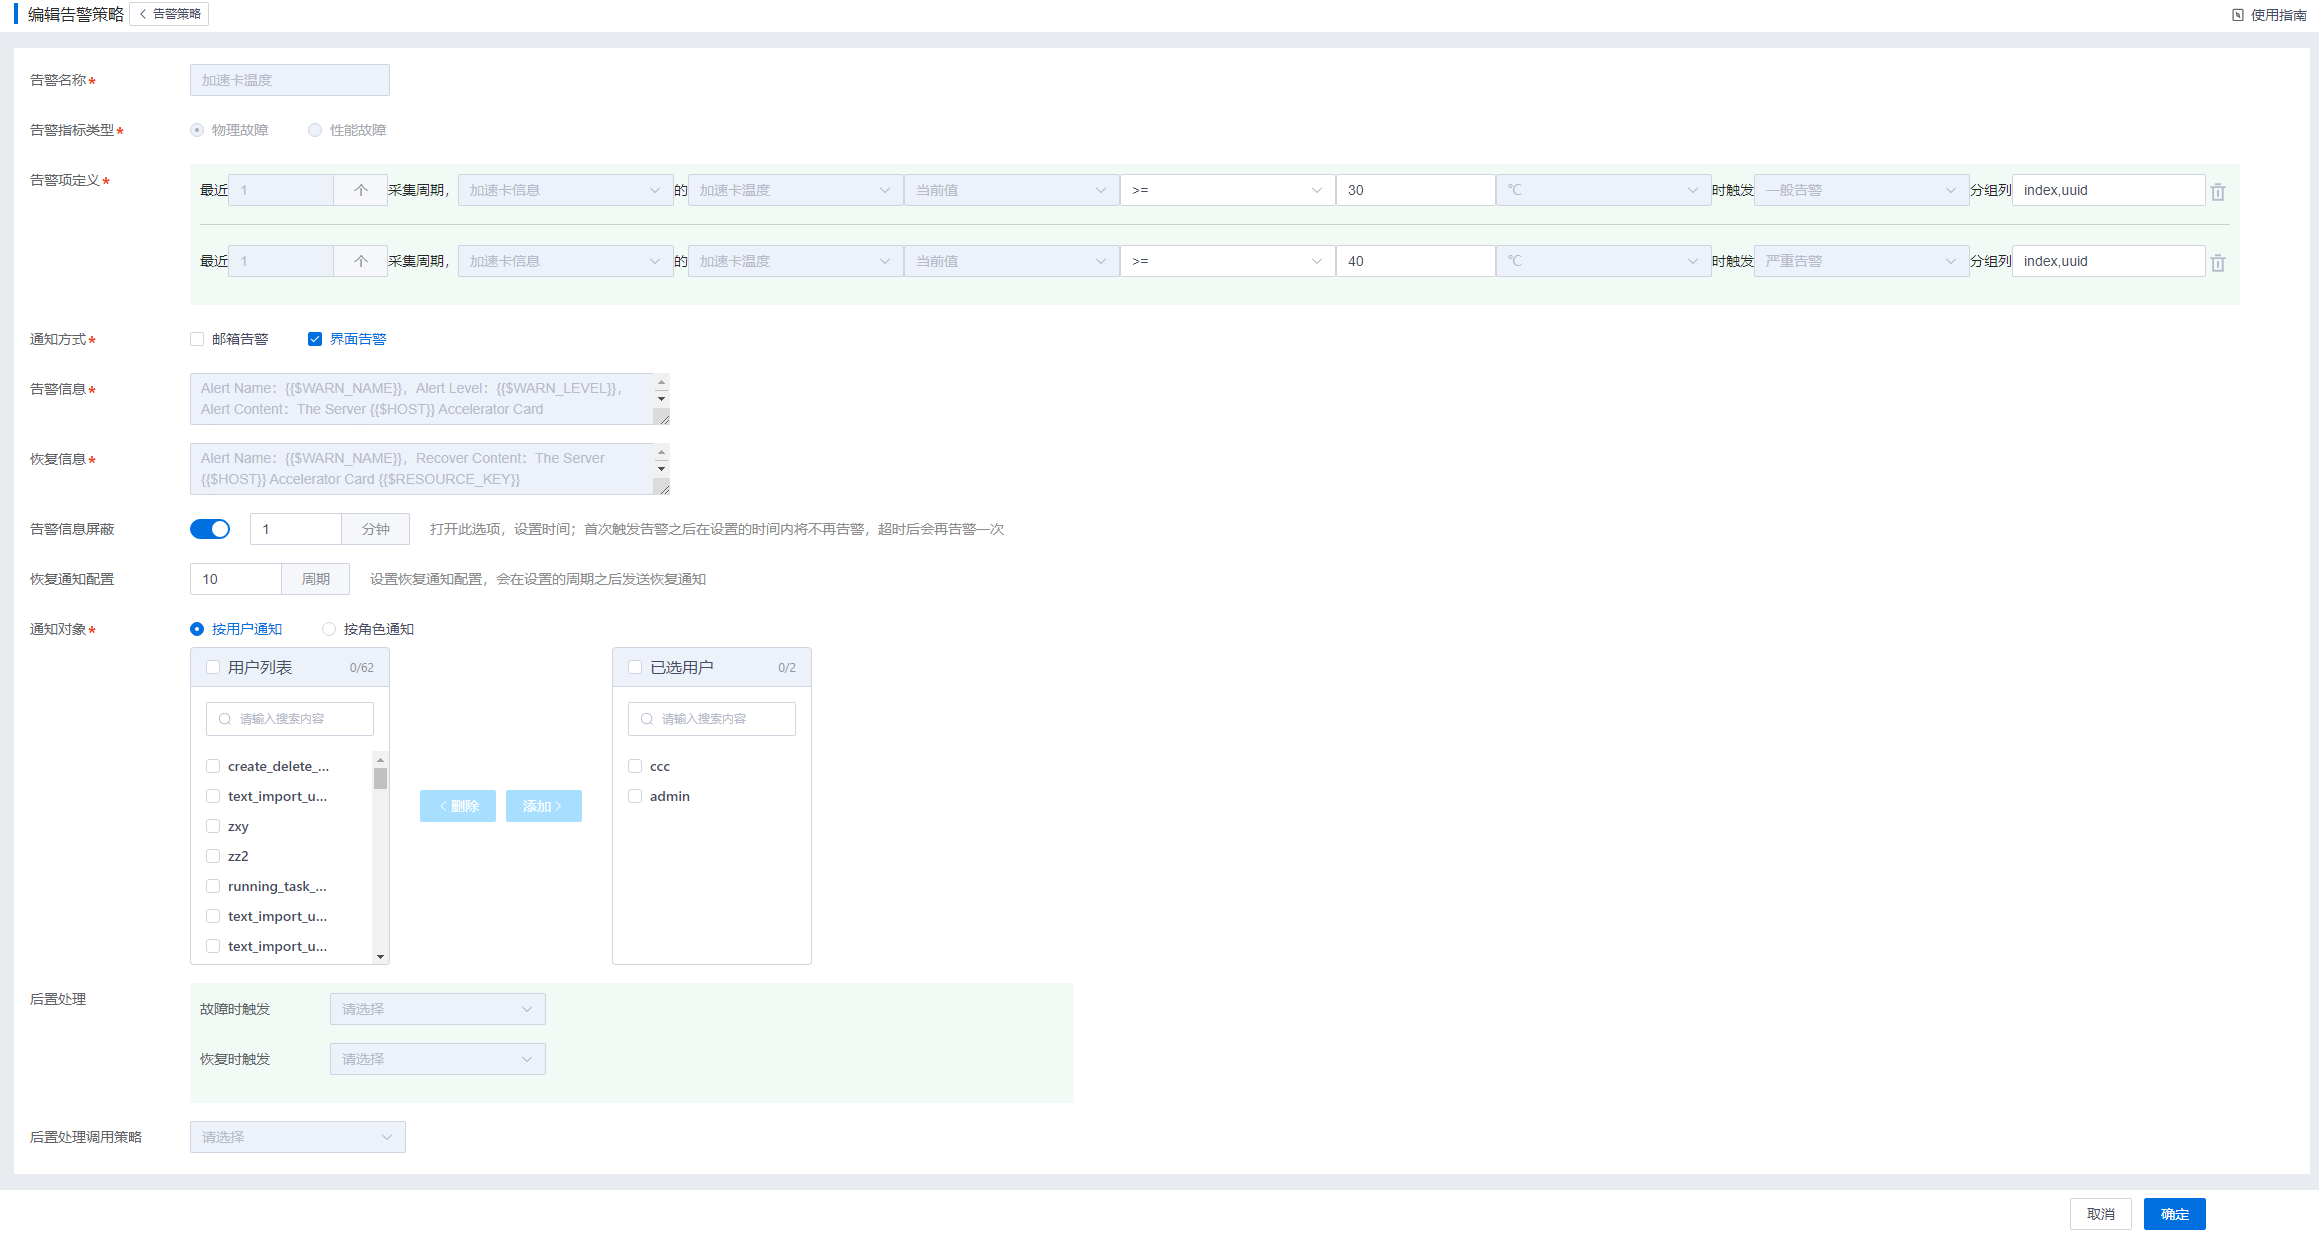 编辑告警策略 < 告警策略 使用指南
告警名称* 加速卡温度
告警指标类型* 物理故障 性能故障
告警项定义* 最近 1 个 采集周期, 加速卡信息 的 加速卡温度 当前值 >= 30 ℃ 时触发 一般告警 分组列 index,uuid
最近 1 个 采集周期, 加速卡信息 的 加速卡温度 当前值 >= 40 ℃ 时触发 严重告警 分组列 index,uuid
通知方式* 邮箱告警 界面告警
告警信息* Alert Name：{{$WARN_NAME}}，Alert Level：{{$WARN_LEVEL}}，
Alert Content：The Server {{$HOST}} Accelerator Card
恢复信息* Alert Name：{{$WARN_NAME}}，Recover Content：The Server
{{$HOST}} Accelerator Card {{$RESOURCE_KEY}}
告警信息屏蔽 1 分钟 打开此选项，设置时间；首次触发告警之后在设置的时间内将不再告警，超时后会再告警一次
恢复通知配置 10 周期 设置恢复通知配置，会在设置的周期之后发送恢复通知
通知对象* 按用户通知 按角色通知
用户列表 0/62 已选用户 0/2
请输入搜索内容 请输入搜索内容
create_delete_... ccc
text_import_u... admin
< 删除 添加 >
zxy
zz2
running_task_...
text_import_u...
text_import_u...
后置处理 故障时触发 请选择
恢复时触发 请选择
后置处理调用策略 请选择
取消 确定